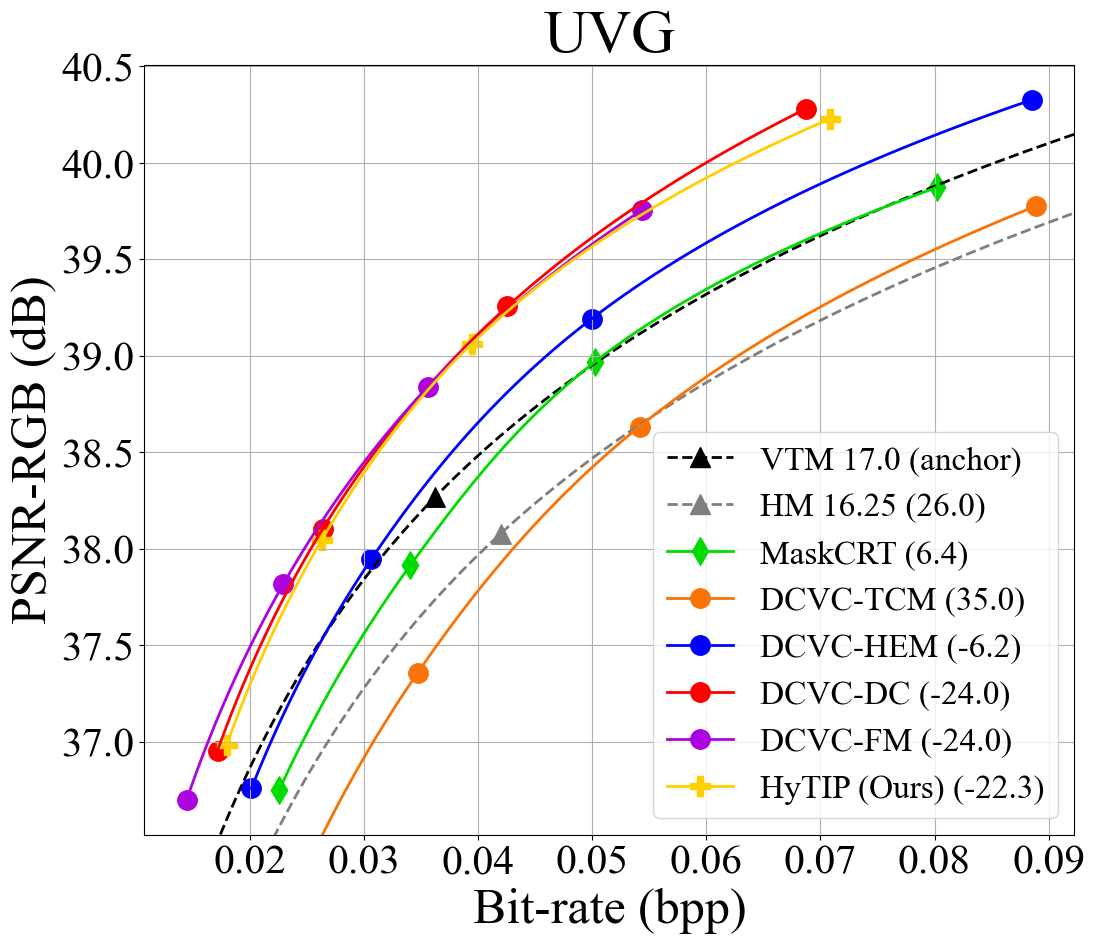 UVG
PSNR-RGB (dB)
40.5
40.0
39.5
39.0
38.5
38.0
37.5
37.0
VTM 17.0 (anchor)
HM 16.25 (26.0)
MaskCRT (6.4)
DCVC-TCM (35.0)
DCVC-HEM (-6.2)
DCVC-DC (-24.0)
DCVC-FM (-24.0)
HyTIP (Ours) (-22.3)
0.02 0.03 0.04 0.05 0.06 0.07 0.08 0.09
Bit-rate (bpp)